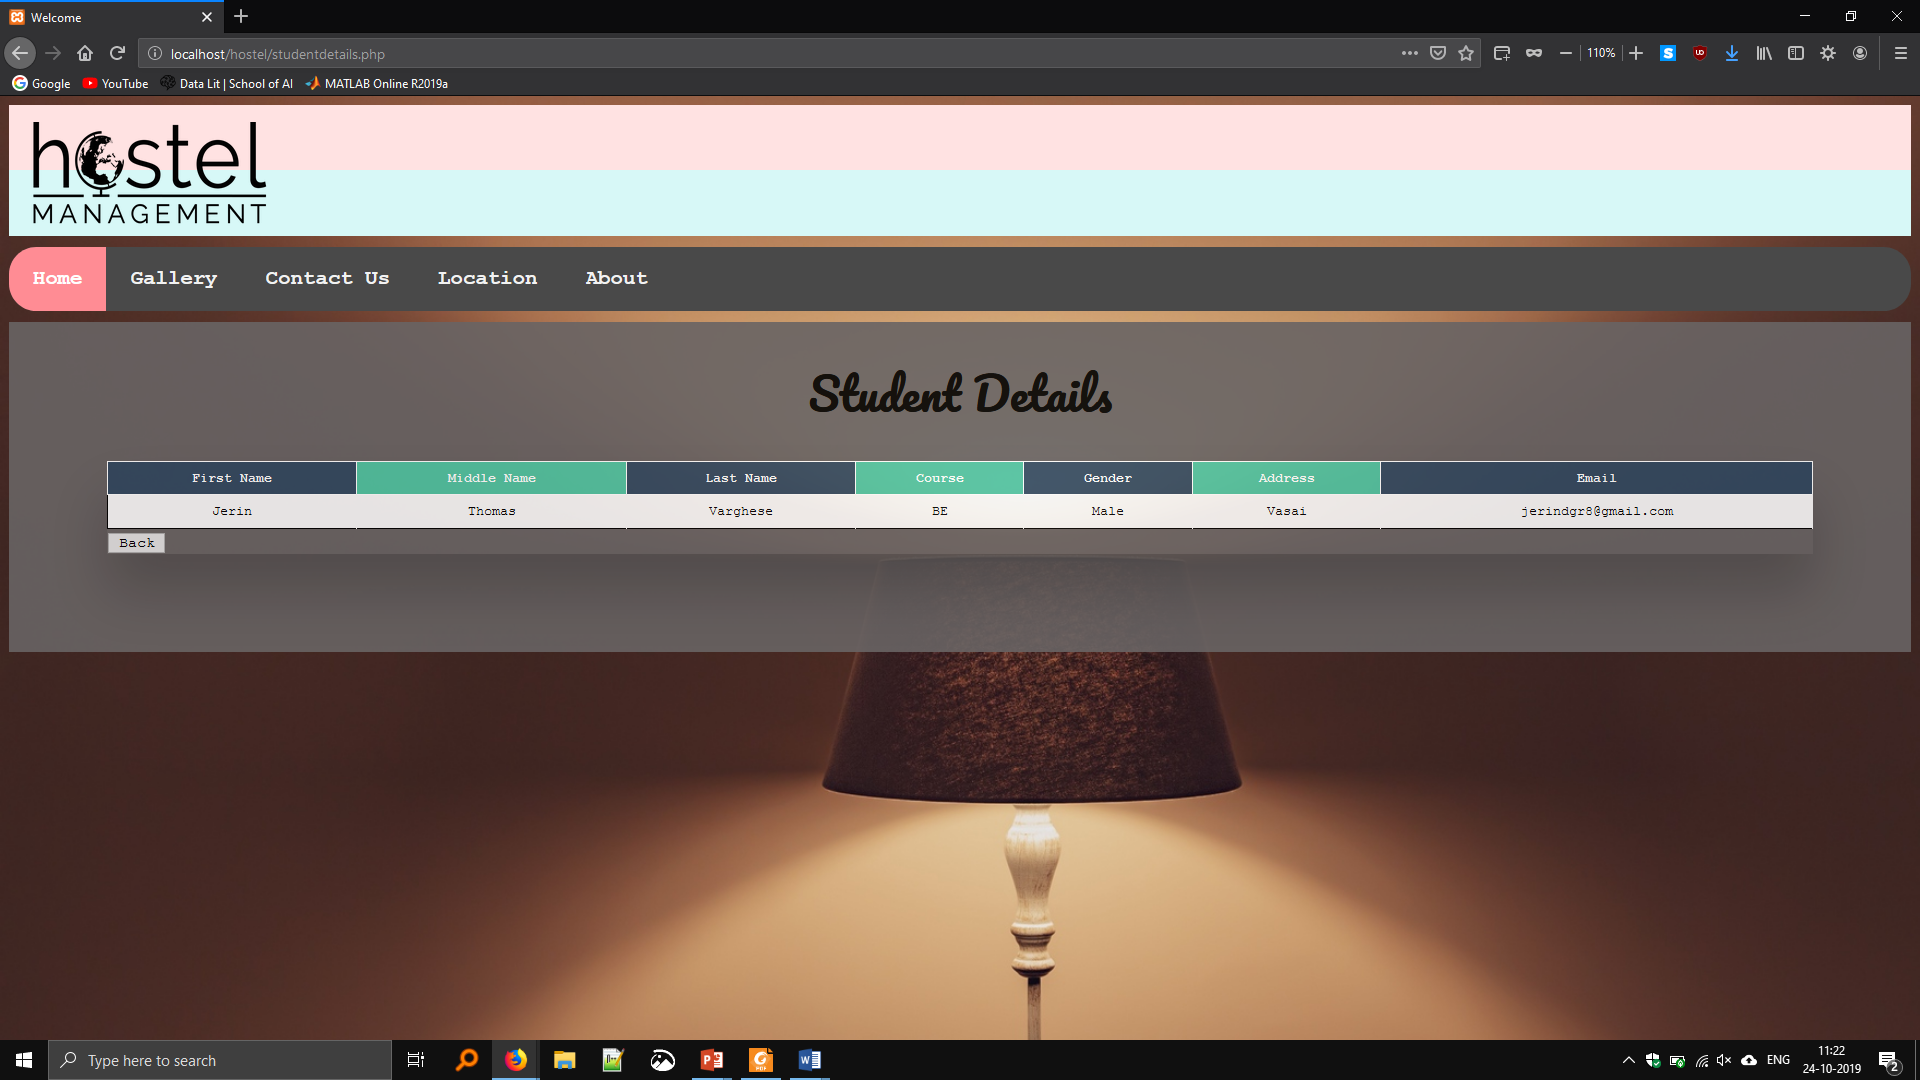 Welcome
localhost/hostel/studentdetails.php
110%
Google YouTube Data Lit | School of AI MATLAB Online R2019a
hostel
MANAGEMENT
Home Gallery Contact Us Location About
Student Details
First Name Middle Name Last Name Course Gender Address Email
Jerin Thomas Varghese BE Male Vasai jerindgr8@gmail.com
Back
Type here to search
ENG
11:22
24-10-2019
2